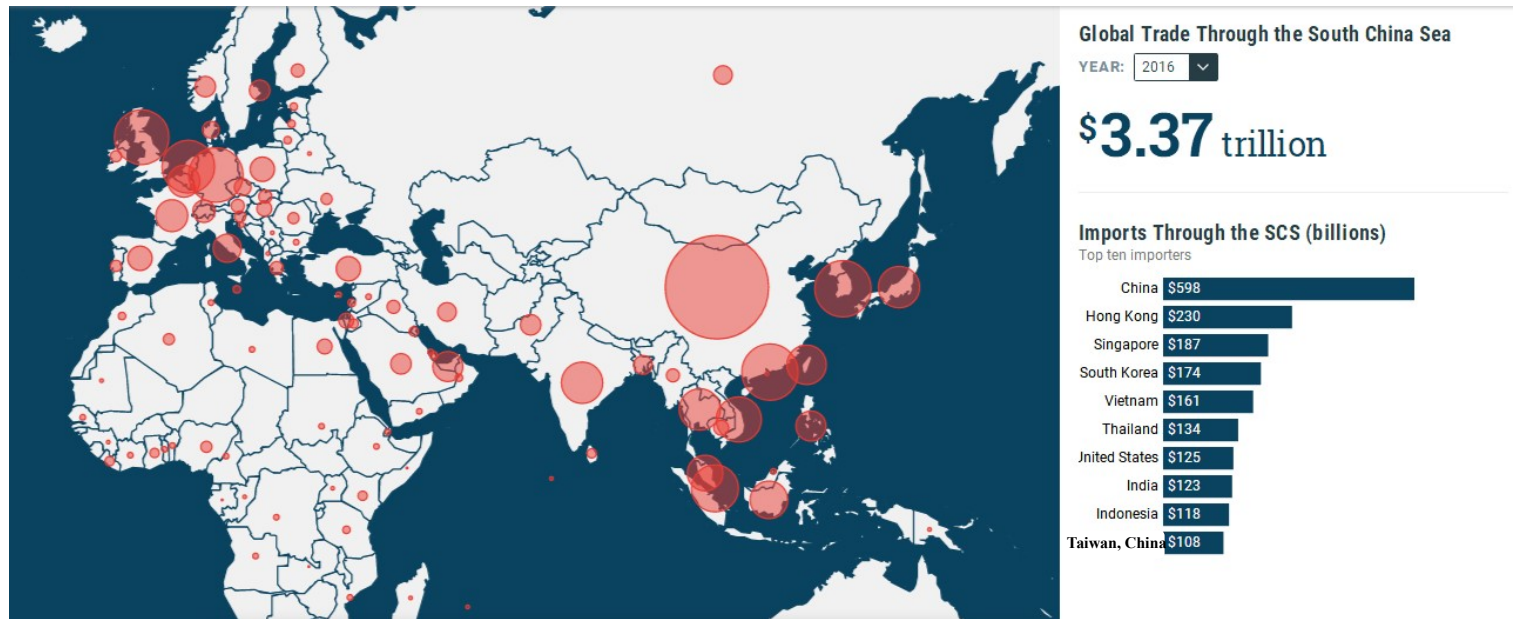 Global Trade Through the South China Sea
YEAR: 2016
$3.37 trillion
Imports Through the SCS (billions)
Top ten importers
China $598
Hong Kong $230
Singapore $187
South Korea $174
Vietnam $161
Thailand $134
United States $125
India $123
Indonesia $118
Taiwan, China $108